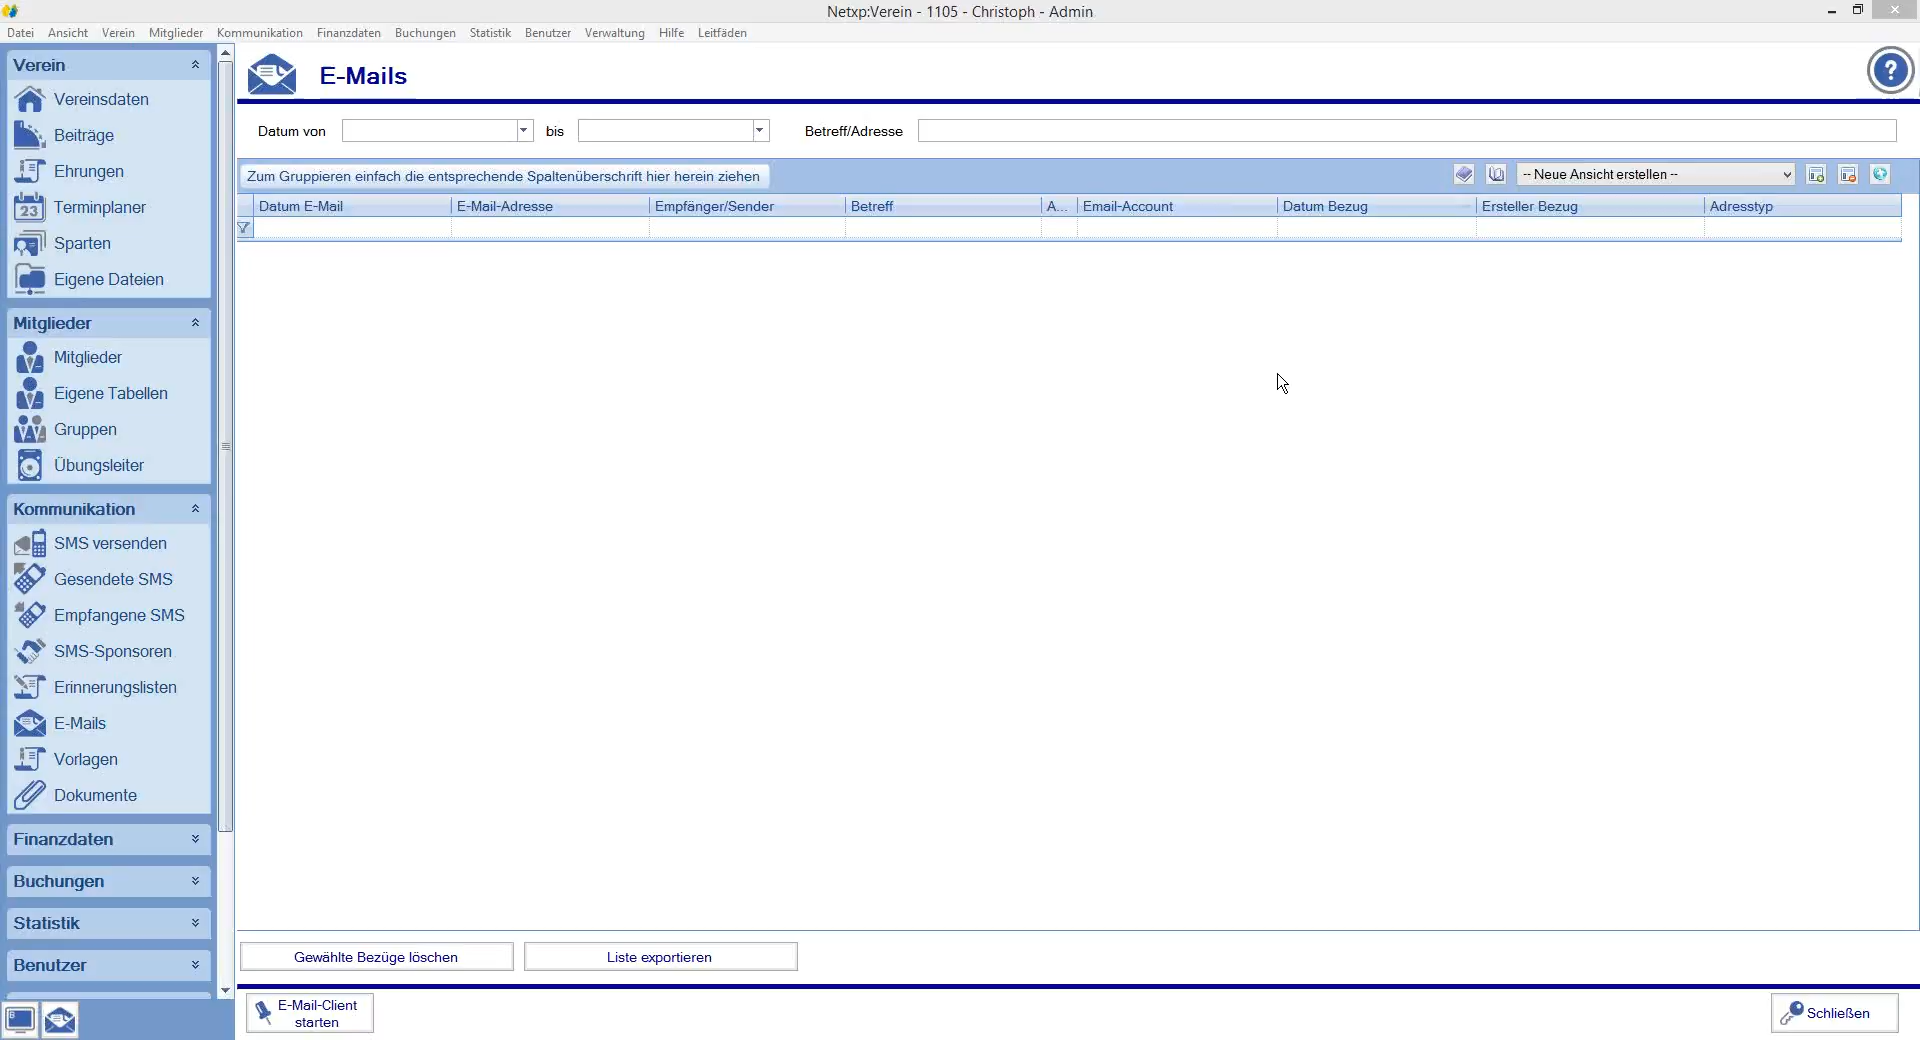 Netxp:Verein - 1105 - Christoph - Admin
Datei Ansicht Verein Mitglieder Kommunikation Finanzdaten Buchungen Statistik Benutzer Verwaltung Hilfe Leitfäden
Verein
Vereinsdaten
Beiträge
Ehrungen
23 Terminplaner
Sparten
Eigene Dateien
Mitglieder
Mitglieder
Eigene Tabellen
Gruppen
Übungsleiter
Kommunikation
SMS versenden
Gesendete SMS
Empfangene SMS
SMS-Sponsoren
Erinnerungslisten
E-Mails
Vorlagen
Dokumente
Finanzdaten
Buchungen
Statistik
Benutzer
E-Mails
?
Datum von bis Betreff/Adresse
Zum Gruppieren einfach die entsprechende Spaltenüberschrift hier herein ziehen
-- Neue Ansicht erstellen --
Datum E-Mail E-Mail-Adresse Empfänger/Sender Betreff A... Email-Account Datum Bezug Ersteller Bezug Adresstyp
Gewählte Bezüge löschen Liste exportieren
E-Mail-Client
starten
Schließen